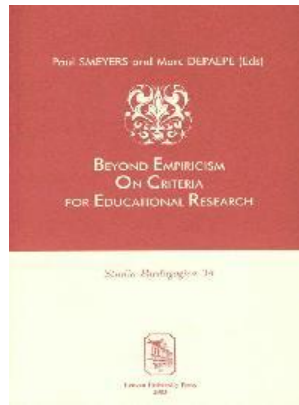 Paul SMEYERS and Marc DEPAEPE (Eds)
BEYOND EMPIRICISM
ON CRITERIA
FOR EDUCATIONAL RESEARCH
Studia Paedagogica 34
Leuven University Press
2003